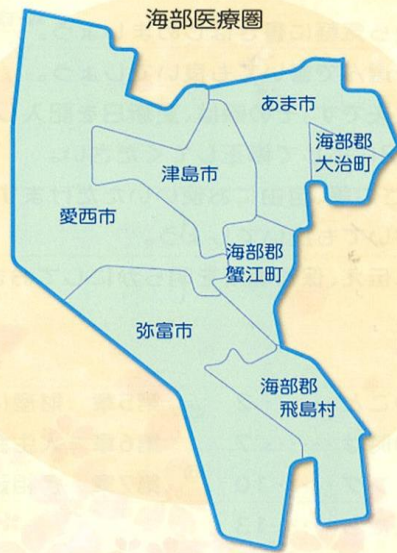 海部医療圏
あま市
海部郡
大治町
津島市
愛西市
海部郡
蟹江町
弥富市
海部郡
飛島村